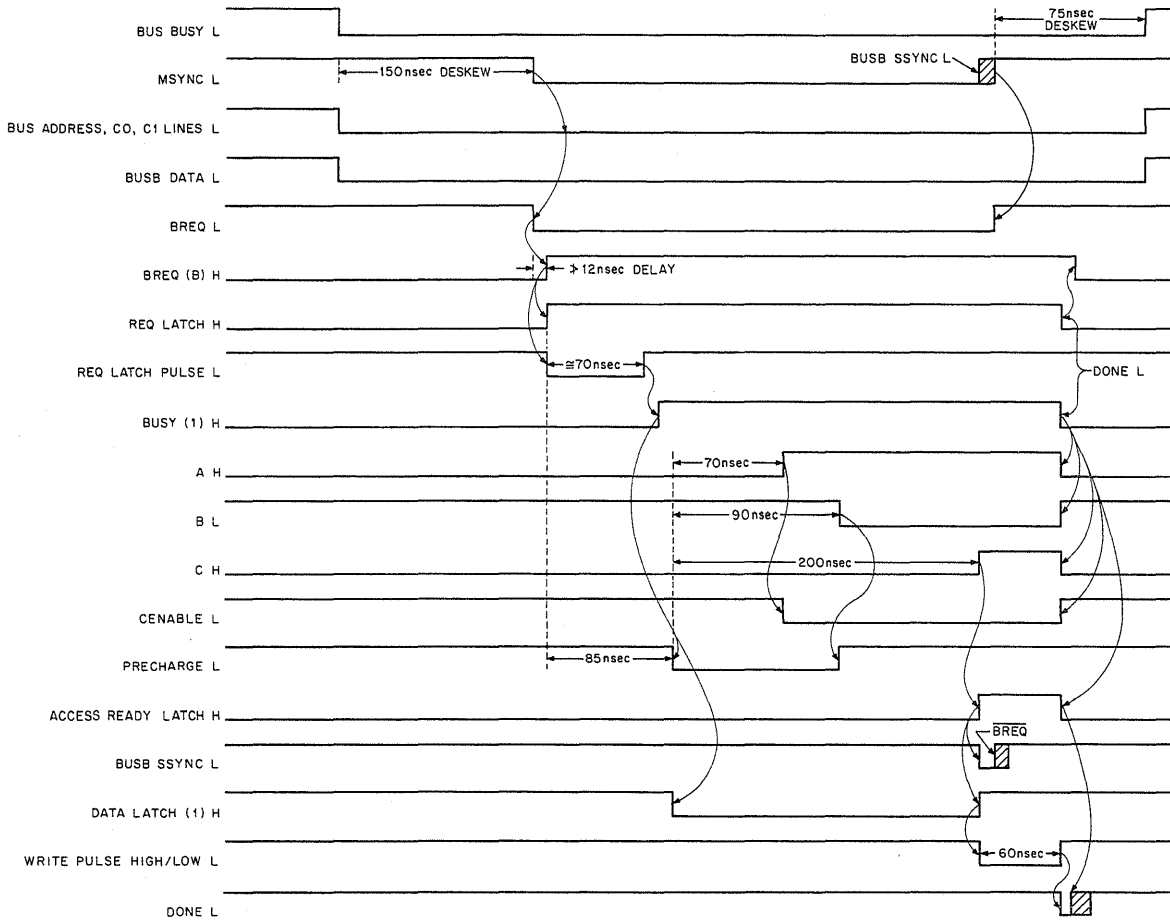 75nsec
DESKEW
BUS BUSY L
BUSB SSYNC L
MSYNC L
150nsec DESKEW
BUS ADDRESS, CO, C1 LINES L
BUSB DATA L
BREQ L
BREQ (B) H
12nsec DELAY
REQ LATCH H
REQ LATCH PULSE L
≅70nsec
DONE L
BUSY (1) H
A H
70nsec
B L
90nsec
C H
200nsec
CENABLE L
PRECHARGE L
85nsec
ACCESS READY LATCH H
BREQ
BUSB SSYNC L
DATA LATCH (1) H
WRITE PULSE HIGH/LOW L
60nsec
DONE L